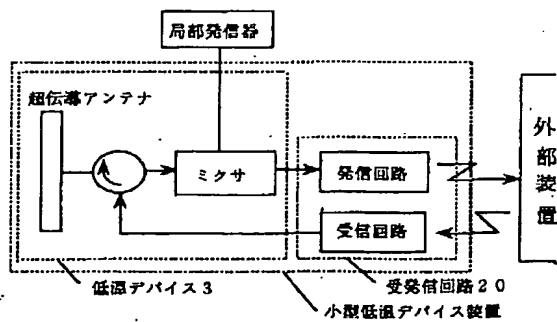 局部発信器
超伝導アンテナ
ミクサ
発信回路
受信回路
外部装置
低温デバイス3
受発信回路20
小型低温デバイス装置